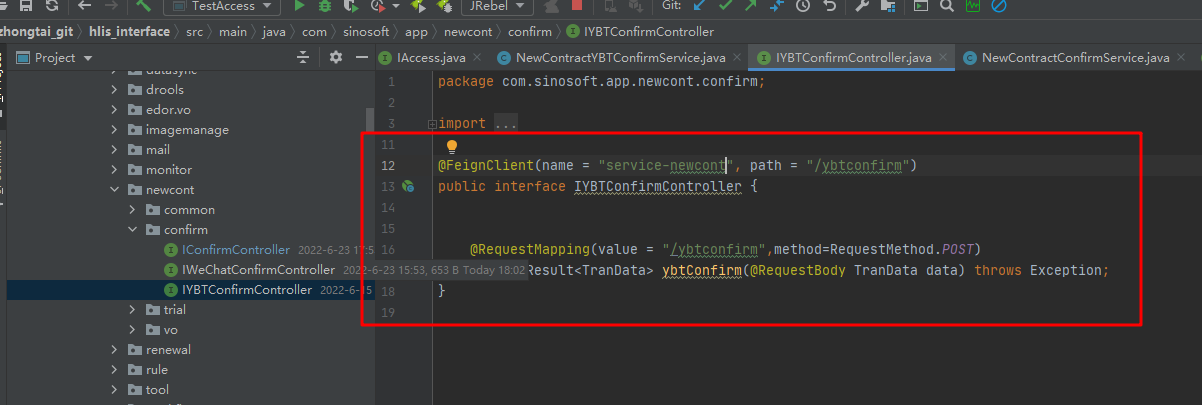 TestAccess
JRebel
Git:
zhongtai_git
hlis_interface
src
main
java
com
sinosoft
app
newcont
confirm
IYBTConfirmController
Project
IAccess.java
NewContractYBTConfirmService.java
IYBTConfirmController.java
NewContractConfirmService.java
datasync
drools
edor.vo
imagemanage
mail
monitor
newcont
common
confirm
IConfirmController 2022-6-23 17:5
IWeChatConfirmController 2022-6-23 15:53, 653 B Today 18:02
IYBTConfirmController 2022-6-15
trial
vo
renewal
rule
tool
1 package com.sinosoft.app.newcont.confirm;
2
3 import ...
11
12 @FeignClient(name = "service-newcont", path = "/ybtconfirm")
13 public interface IYBTConfirmController {
14
15
16 @RequestMapping(value = "/ybtconfirm",method=RequestMethod.POST)
Result<TranData> ybtConfirm(@RequestBody TranData data) throws Exception;
18 }
19